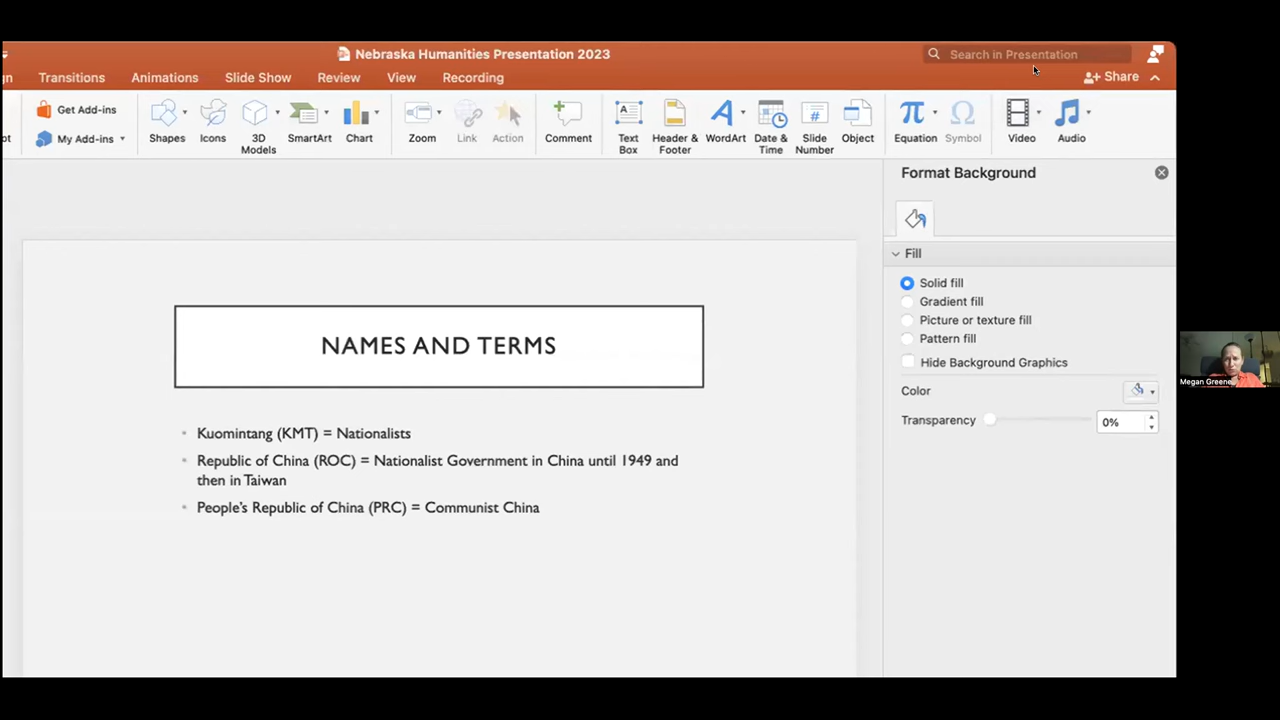 Nebraska Humanities Presentation 2023
Search in Presentation
Transitions Animations Slide Show Review View Recording
Share
Get Add-ins
My Add-ins
Shapes Icons 3D Models SmartArt Chart
Zoom Link Action
Comment
Text Box Header & Footer WordArt Date & Time Slide Number Object
Equation Symbol
Video Audio
Format Background
Fill
Solid fill
Gradient fill
Picture or texture fill
Pattern fill
Hide Background Graphics
Color
Transparency 0%
NAMES AND TERMS
• Kuomintang (KMT) = Nationalists
• Republic of China (ROC) = Nationalist Government in China until 1949 and
then in Taiwan
• People's Republic of China (PRC) = Communist China
Megan Greene